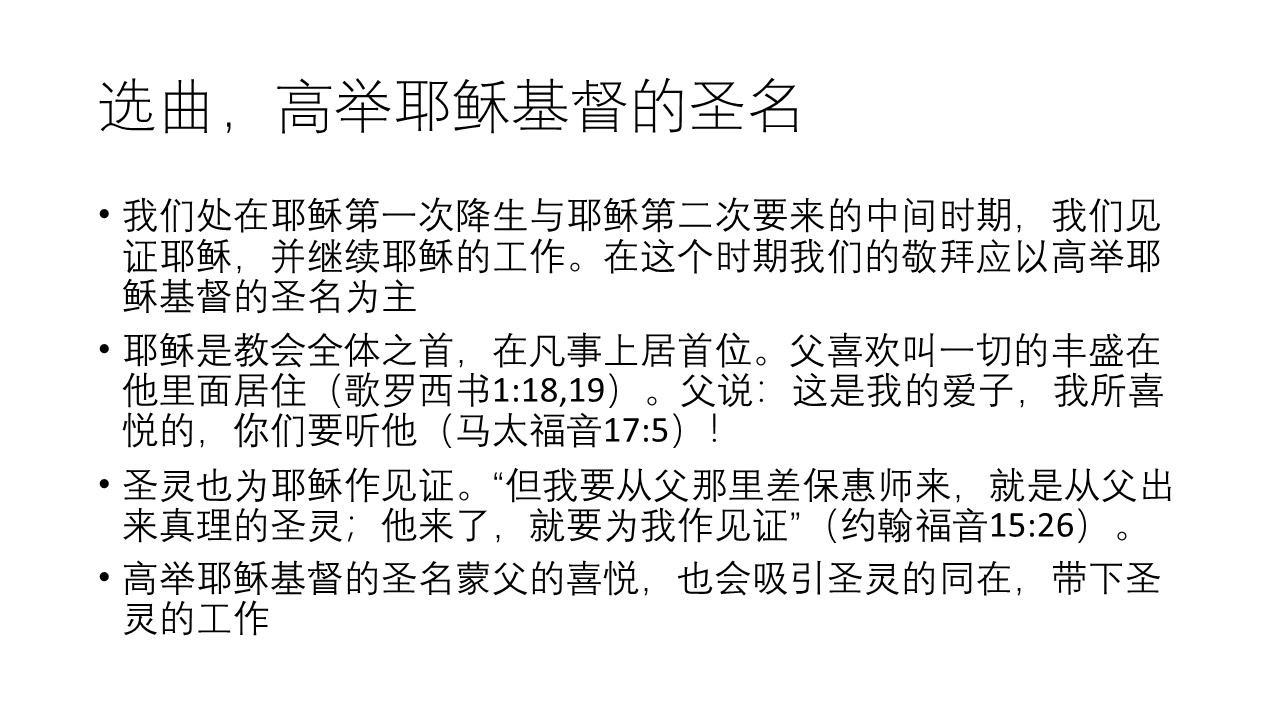 选曲，高举耶稣基督的圣名
• 我们处在耶稣第一次降生与耶稣第二次要来的中间时期，我们见
证耶稣，并继续耶稣的工作。在这个时期我们的敬拜应以高举耶
稣基督的圣名为主
• 耶稣是教会全体之首，在凡事上居首位。父喜欢叫一切的丰盛在
他里面居住（歌罗西书1:18,19）。父说：这是我的爱子，我所喜
悦的，你们要听他（马太福音17:5）！
• 圣灵也为耶稣作见证。“但我要从父那里差保惠师来，就是从父出
来真理的圣灵；他来了，就要为我作见证”（约翰福音15:26）。
• 高举耶稣基督的圣名蒙父的喜悦，也会吸引圣灵的同在，带下圣
灵的工作